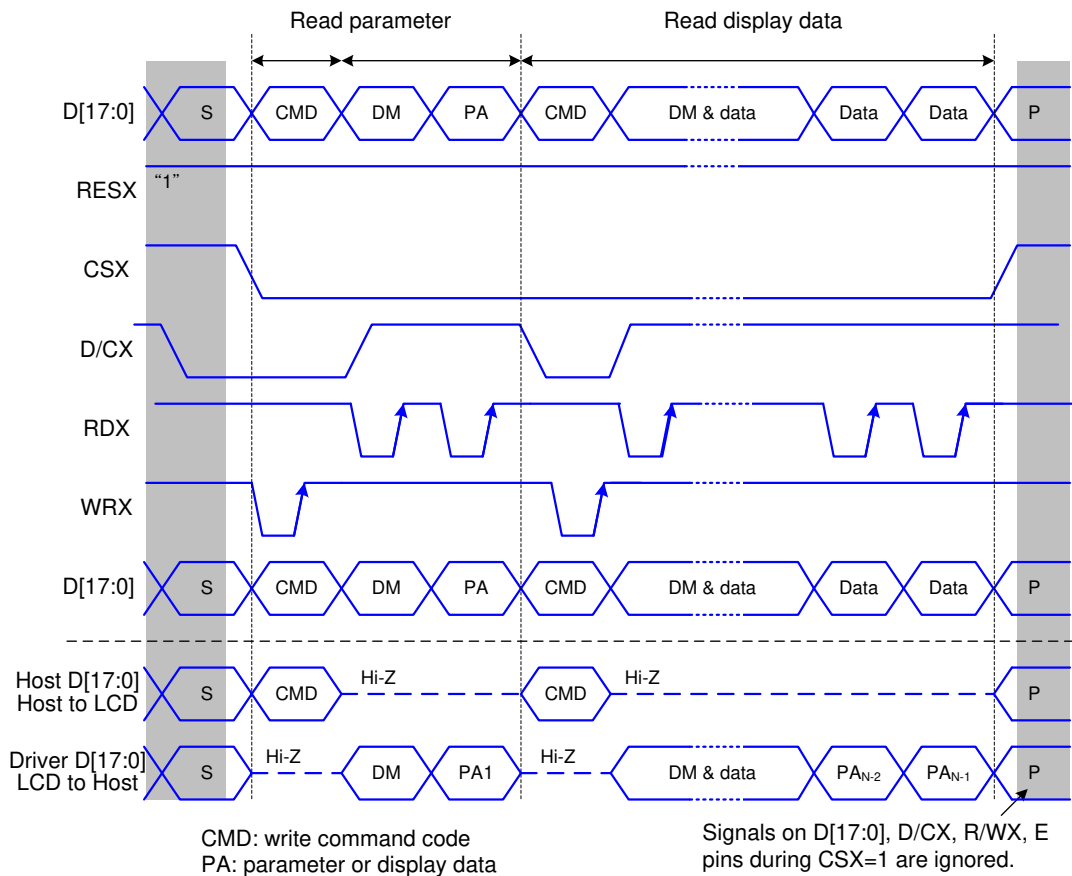 Read parameter
Read display data
D[17:0]
S
CMD
DM
PA
CMD
DM & data
Data
Data
P
RESX
“1”
CSX
D/CX
RDX
WRX
D[17:0]
S
CMD
DM
PA
CMD
DM & data
Data
Data
P
Host D[17:0]
Host to LCD
S
CMD
Hi-Z
CMD
Hi-Z
P
Driver D[17:0]
LCD to Host
S
Hi-Z
DM
PA1
Hi-Z
DM & data
PAN-2
PAN-1
P
CMD: write command code
PA: parameter or display data
Signals on D[17:0], D/CX, R/WX, E
pins during CSX=1 are ignored.